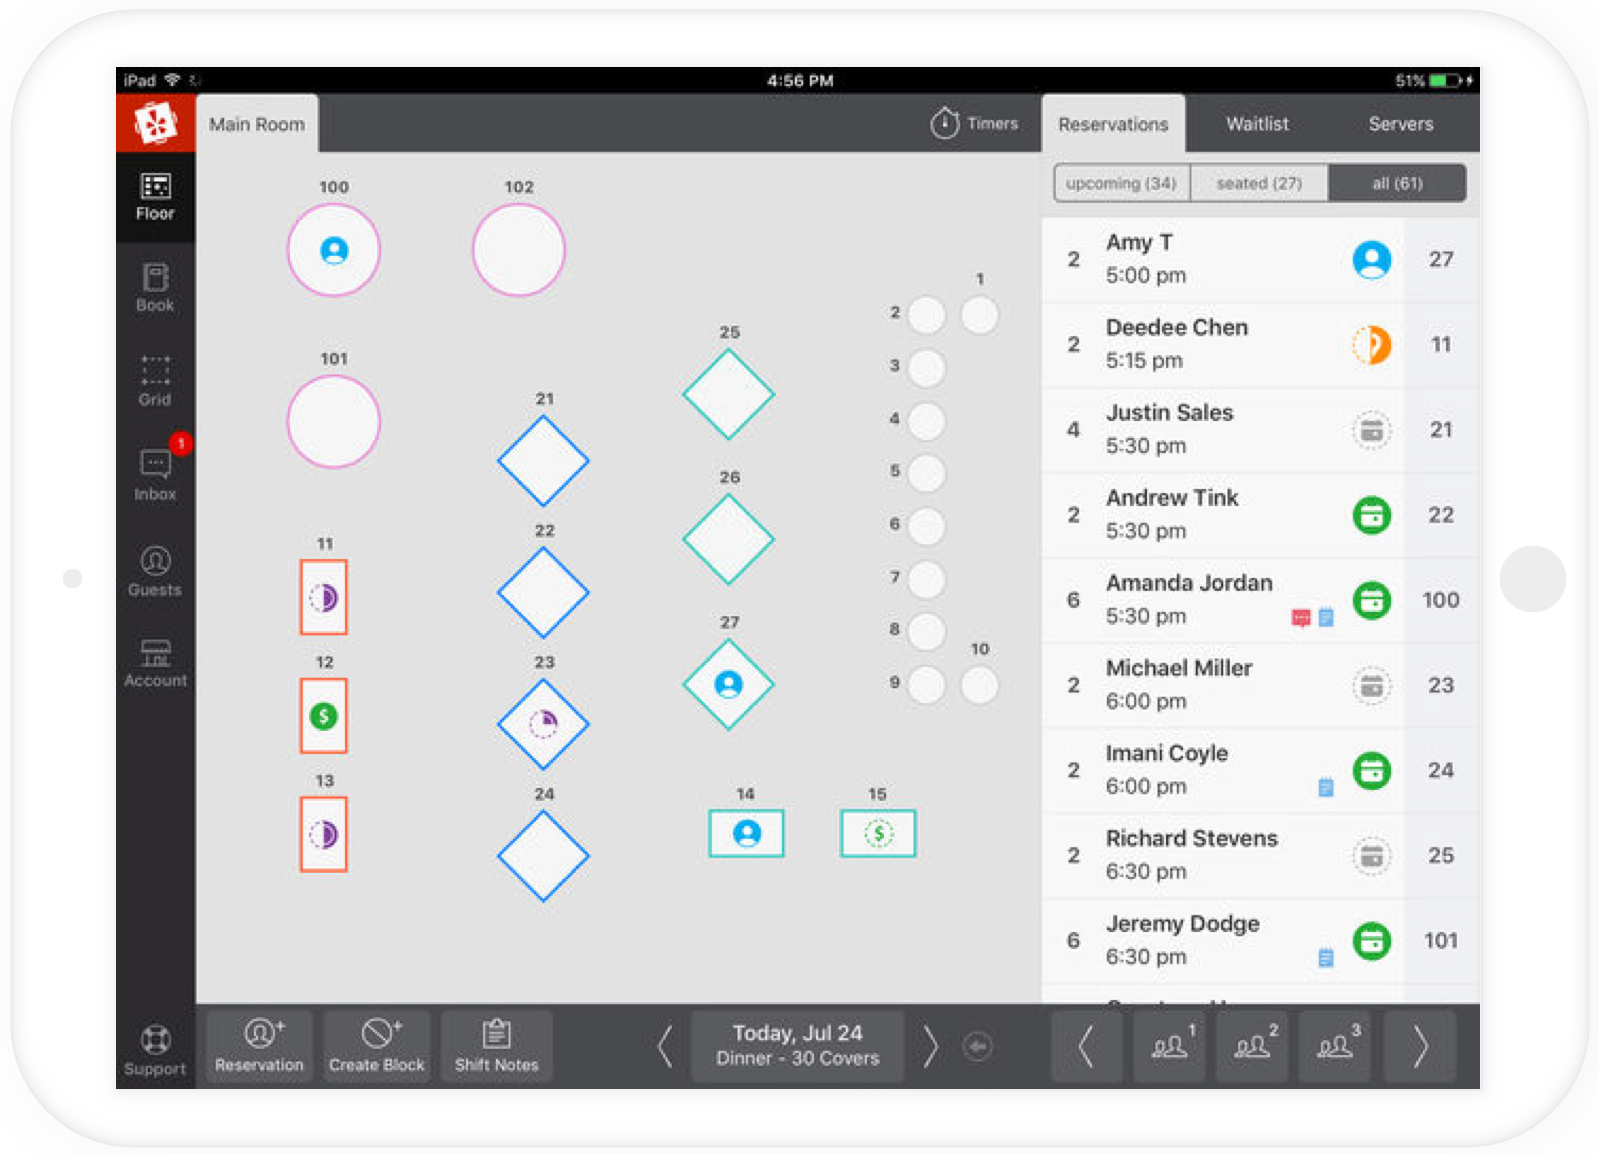 iPad
4:56 PM
51%
Main Room
Timers
Reservations
Waitlist
Servers
Floor
Book
Grid
1
Inbox
Guests
Account
Support
100
102
101
21
22
23
24
25
26
27
11
12
$
13
14
15
$
1
2
3
4
5
6
7
8
9
10
upcoming (34)
seated (27)
all (61)
2 Amy T 27
5:00 pm
2 Deedee Chen 11
5:15 pm
4 Justin Sales 21
5:30 pm
2 Andrew Tink 22
5:30 pm
6 Amanda Jordan 100
5:30 pm
2 Michael Miller 23
6:00 pm
2 Imani Coyle 24
6:00 pm
2 Richard Stevens 25
6:30 pm
6 Jeremy Dodge 101
6:30 pm
Reservation
Create Block
Shift Notes
Today, Jul 24
Dinner - 30 Covers
1
2
3